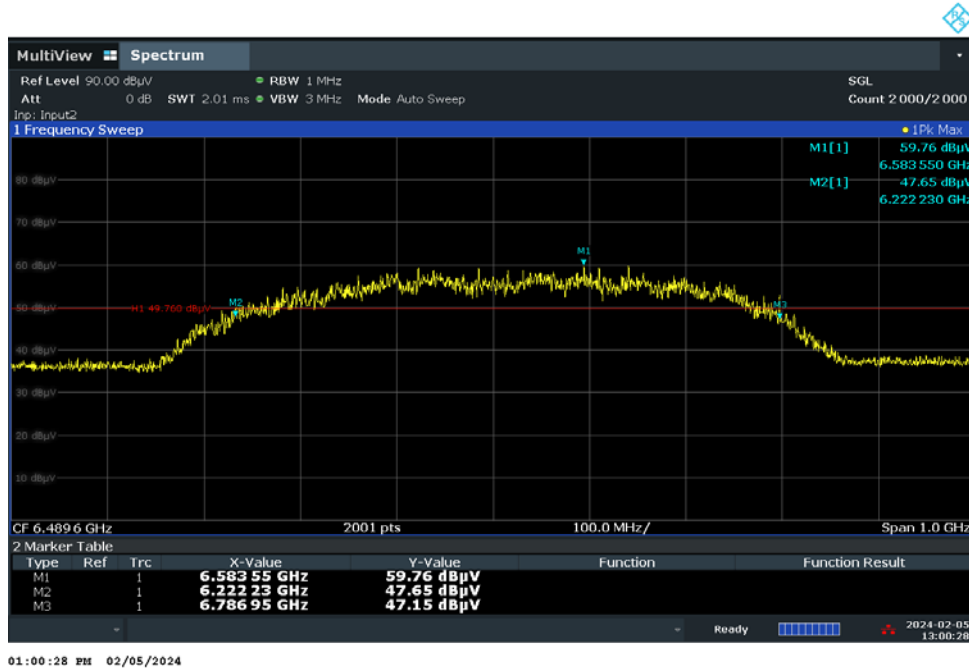 R&S
MultiView Spectrum
Ref Level 90.00 dBµV RBW 1 MHz SGL
Att 0 dB SWT 2.01 ms VBW 3 MHz Mode Auto Sweep Count 2 000/2 000
Inp: Input2
1 Frequency Sweep 1Pk Max
M1[1] 59.76 dBµV
6.583 550 GHz
80 dBµV M2[1] 47.65 dBµV
6.222 230 GHz
70 dBµV
M1
60 dBµV
M2 M3
50 dBµV H1 49.760 dBµV
40 dBµV
30 dBµV
20 dBµV
10 dBµV
CF 6.489 6 GHz 2001 pts 100.0 MHz/ Span 1.0 GHz
2 Marker Table
Type Ref Trc X-Value Y-Value Function Function Result
M1 1 6.583 55 GHz 59.76 dBµV
M2 1 6.222 23 GHz 47.65 dBµV
M3 1 6.786 95 GHz 47.15 dBµV
Ready 2024-02-05
13:00:28
01:00:28 PM 02/05/2024